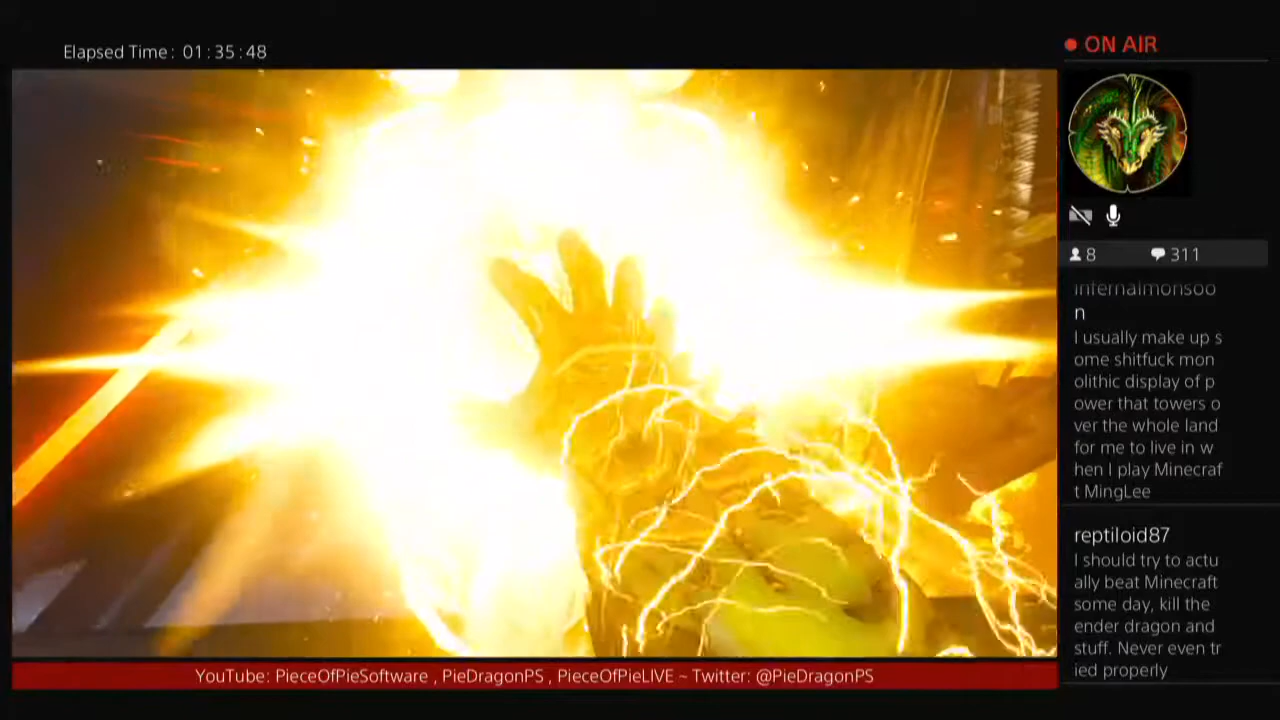 Elapsed Time: 01:35:48
ON AIR
8 311
infernalmonsoo
n
I usually make up s
ome shitfuck mon
olithic display of p
ower that towers o
ver the whole land
for me to live in w
hen I play Minecraf
t MingLee
reptiloid87
I should try to actu
ally beat Minecraft
some day, kill the
ender dragon and
stuff. Never even tr
ied properly
YouTube: PieceOfPieSoftware , PieDragonPS , PieceOfPieLIVE ~ Twitter: @PieDragonPS